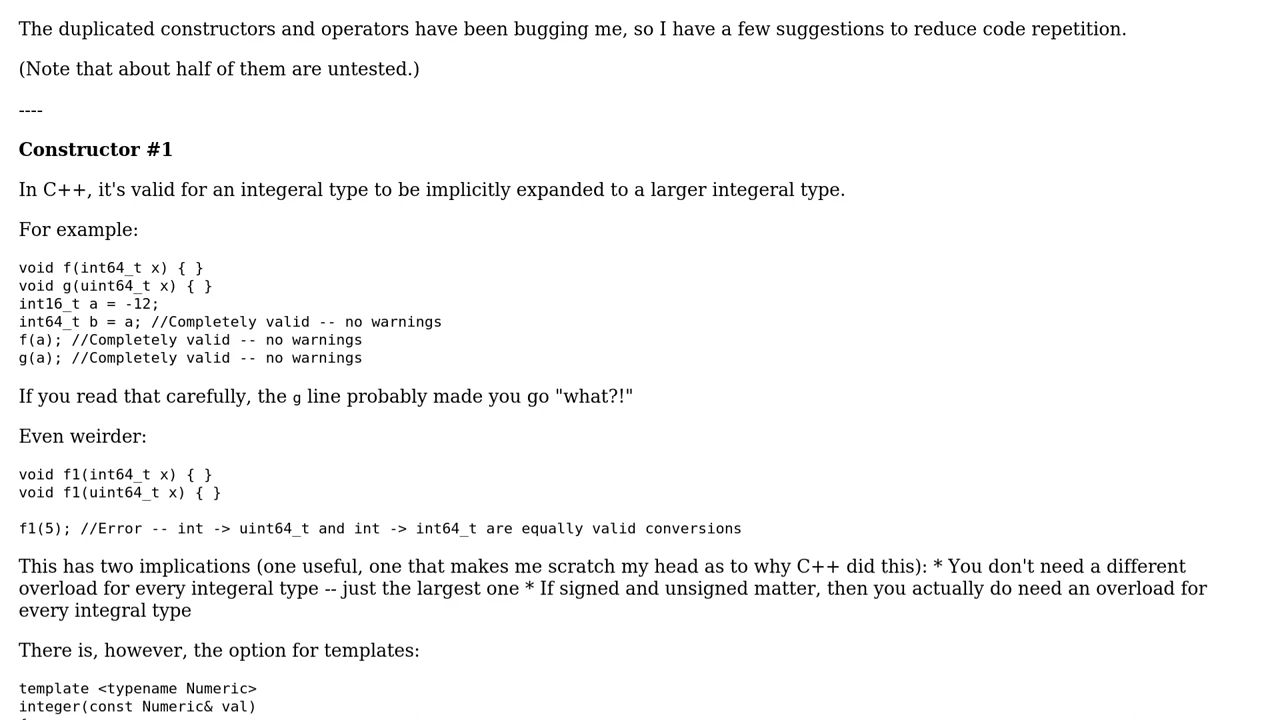 The duplicated constructors and operators have been bugging me, so I have a few suggestions to reduce code repetition.
(Note that about half of them are untested.)
----
Constructor #1
In C++, it's valid for an integeral type to be implicitly expanded to a larger integeral type.
For example:
void f(int64_t x) { }
void g(uint64_t x) { }
int16_t a = -12;
int64_t b = a; //Completely valid -- no warnings
f(a); //Completely valid -- no warnings
g(a); //Completely valid -- no warnings
If you read that carefully, the g line probably made you go "what?!"
Even weirder:
void f1(int64_t x) { }
void f1(uint64_t x) { }
f1(5); //Error -- int -> uint64_t and int -> int64_t are equally valid conversions
This has two implications (one useful, one that makes me scratch my head as to why C++ did this): * You don't need a different
overload for every integeral type -- just the largest one * If signed and unsigned matter, then you actually do need an overload for
every integral type
There is, however, the option for templates:
template <typename Numeric>
integer(const Numeric& val)